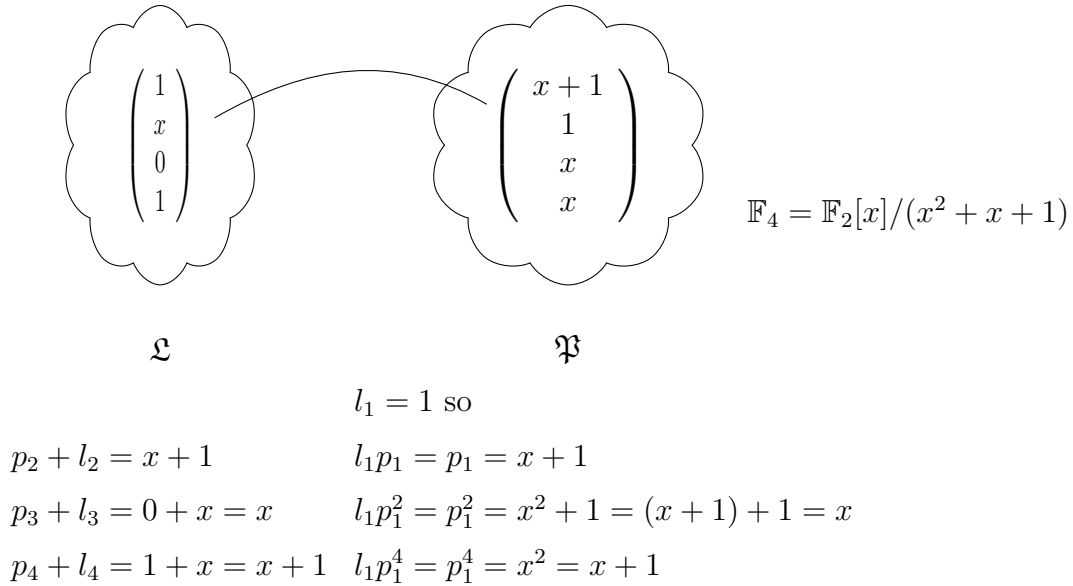 1
x
0
1
x + 1
1
x
x
𝔽₄ = 𝔽₂[x]/(x² + x + 1)
𝔏
𝔓
l₁ = 1 so
p₂ + l₂ = x + 1 l₁p₁ = p₁ = x + 1
p₃ + l₃ = 0 + x = x l₁p₁² = p₁² = x² + 1 = (x + 1) + 1 = x
p₄ + l₄ = 1 + x = x + 1 l₁p₁⁴ = p₁⁴ = x² = x + 1